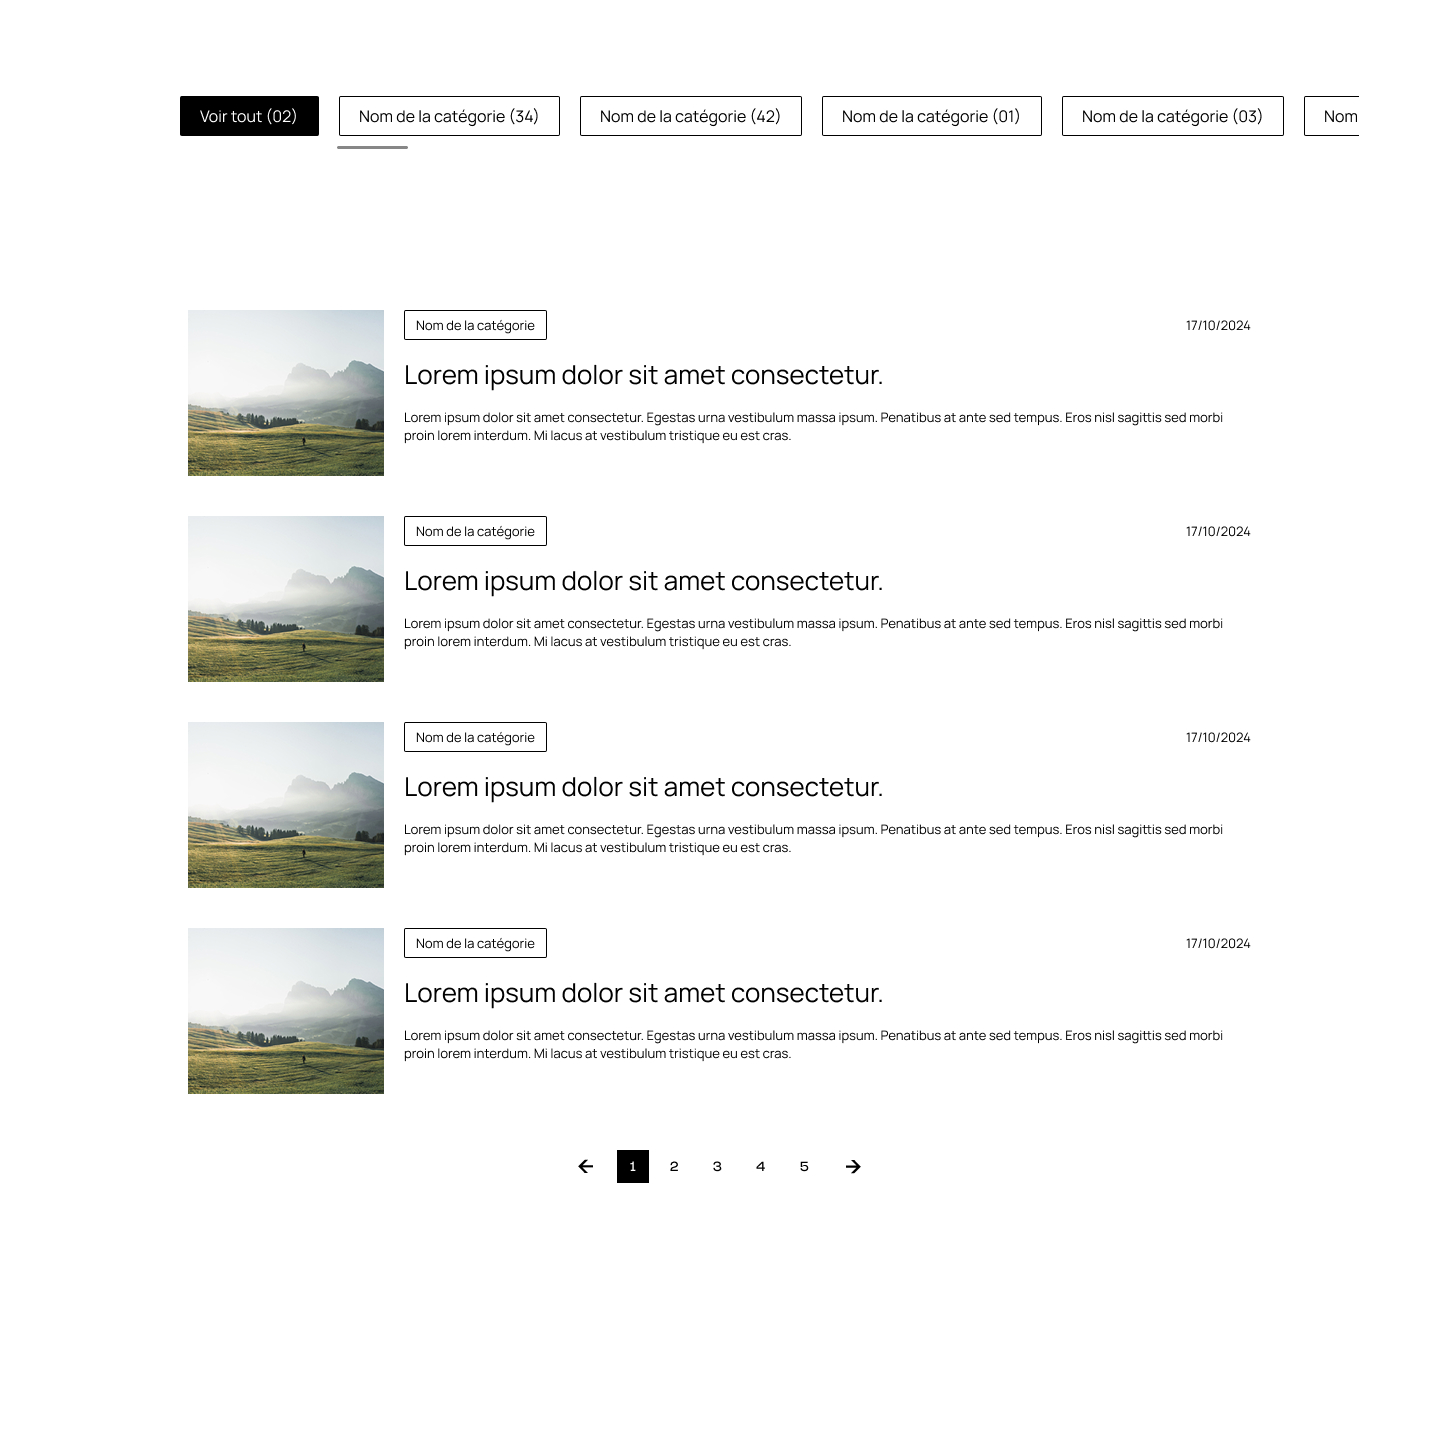 Voir tout (02)
Nom de la catégorie (34)
Nom de la catégorie (42)
Nom de la catégorie (01)
Nom de la catégorie (03)
Nom
Nom de la catégorie
17/10/2024
Lorem ipsum dolor sit amet consectetur.
Lorem ipsum dolor sit amet consectetur. Egestas urna vestibulum massa ipsum. Penatibus at ante sed tempus. Eros nisl sagittis sed morbi
proin lorem interdum. Mi lacus at vestibulum tristique eu est cras.
Nom de la catégorie
17/10/2024
Lorem ipsum dolor sit amet consectetur.
Lorem ipsum dolor sit amet consectetur. Egestas urna vestibulum massa ipsum. Penatibus at ante sed tempus. Eros nisl sagittis sed morbi
proin lorem interdum. Mi lacus at vestibulum tristique eu est cras.
Nom de la catégorie
17/10/2024
Lorem ipsum dolor sit amet consectetur.
Lorem ipsum dolor sit amet consectetur. Egestas urna vestibulum massa ipsum. Penatibus at ante sed tempus. Eros nisl sagittis sed morbi
proin lorem interdum. Mi lacus at vestibulum tristique eu est cras.
Nom de la catégorie
17/10/2024
Lorem ipsum dolor sit amet consectetur.
Lorem ipsum dolor sit amet consectetur. Egestas urna vestibulum massa ipsum. Penatibus at ante sed tempus. Eros nisl sagittis sed morbi
proin lorem interdum. Mi lacus at vestibulum tristique eu est cras.
← 1 2 3 4 5 →